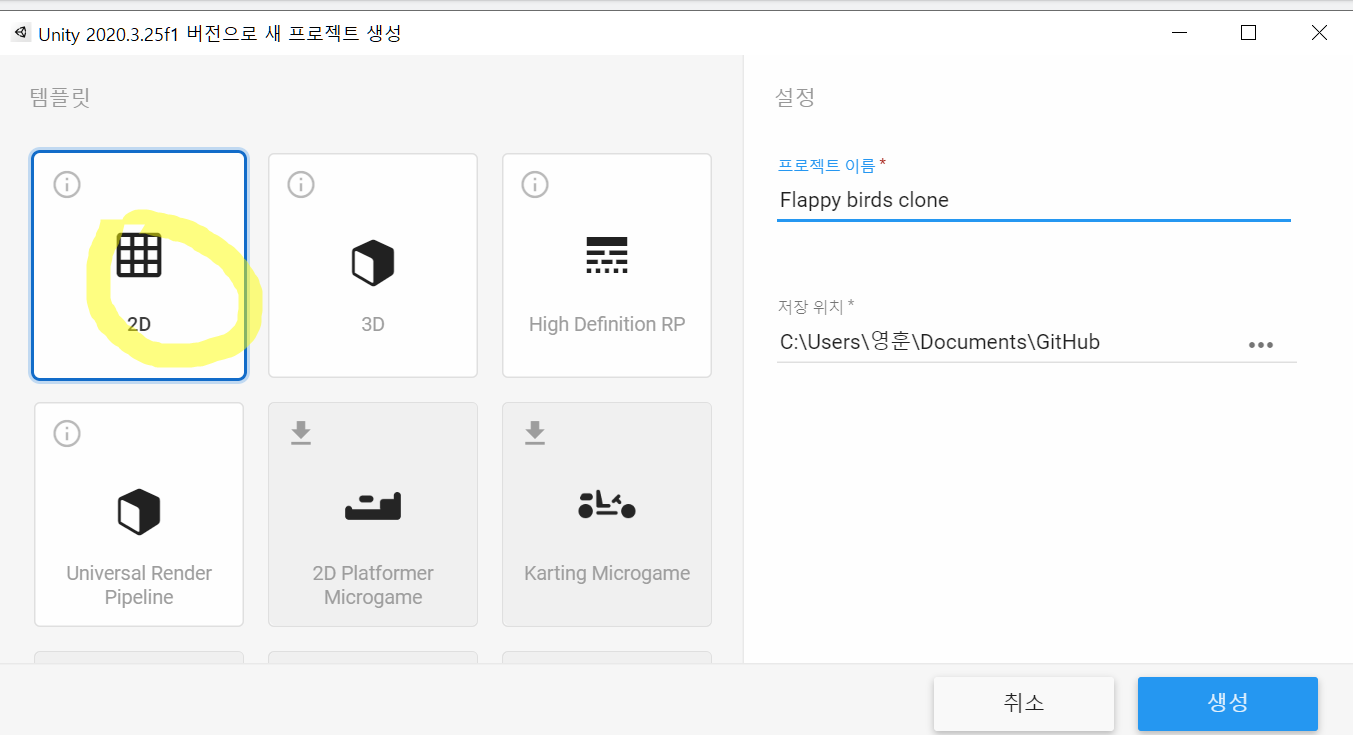 Unity 2020.3.25f1 버전으로 새 프로젝트 생성
템플릿
2D
3D
High Definition RP
Universal Render
Pipeline
2D Platformer
Microgame
Karting Microgame
설정
프로젝트 이름 *
Flappy birds clone
저장 위치 *
C:\Users\영훈\Documents\GitHub
취소
생성